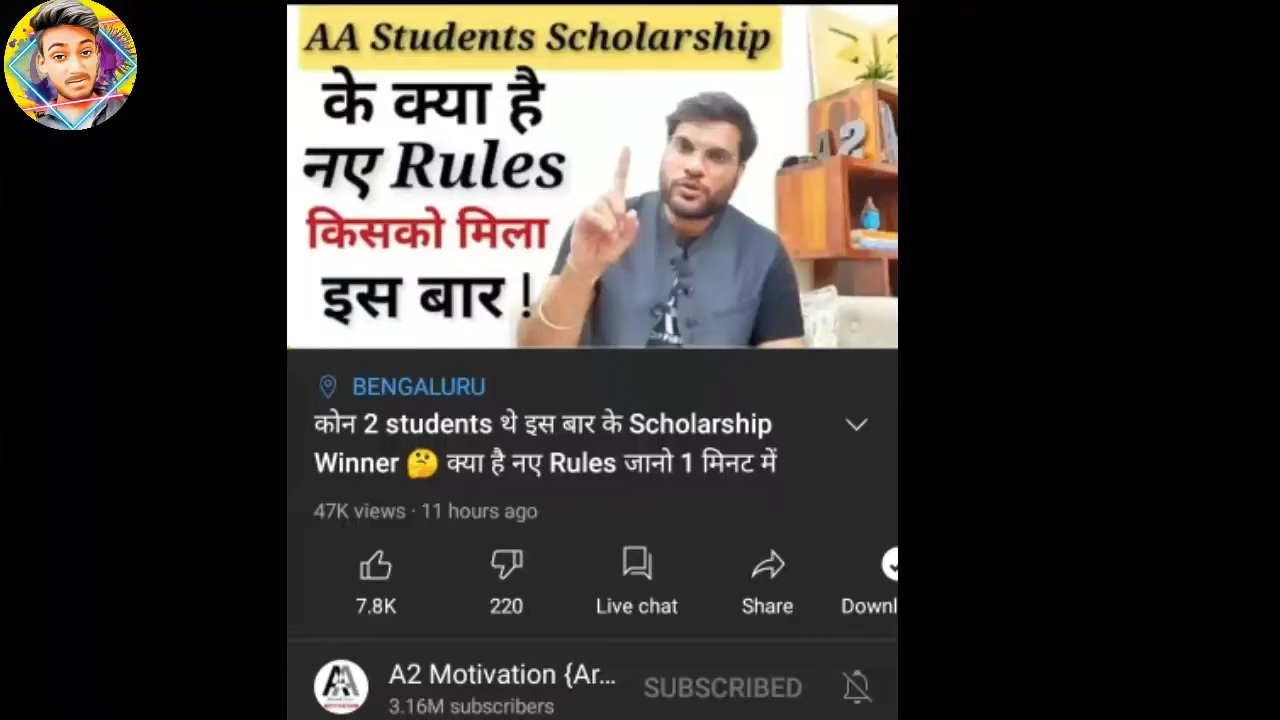 AA Students Scholarship
के क्या है
नए Rules
किसको मिला
इस बार !
A2
BENGALURU
कोन 2 students थे इस बार के Scholarship
Winner 🤔 क्या है नए Rules जानो 1 मिनट में
47K views · 11 hours ago
7.8K
220
Live chat
Share
Downl
A2 Motivation {Ar...
SUBSCRIBED
3.16M subscribers